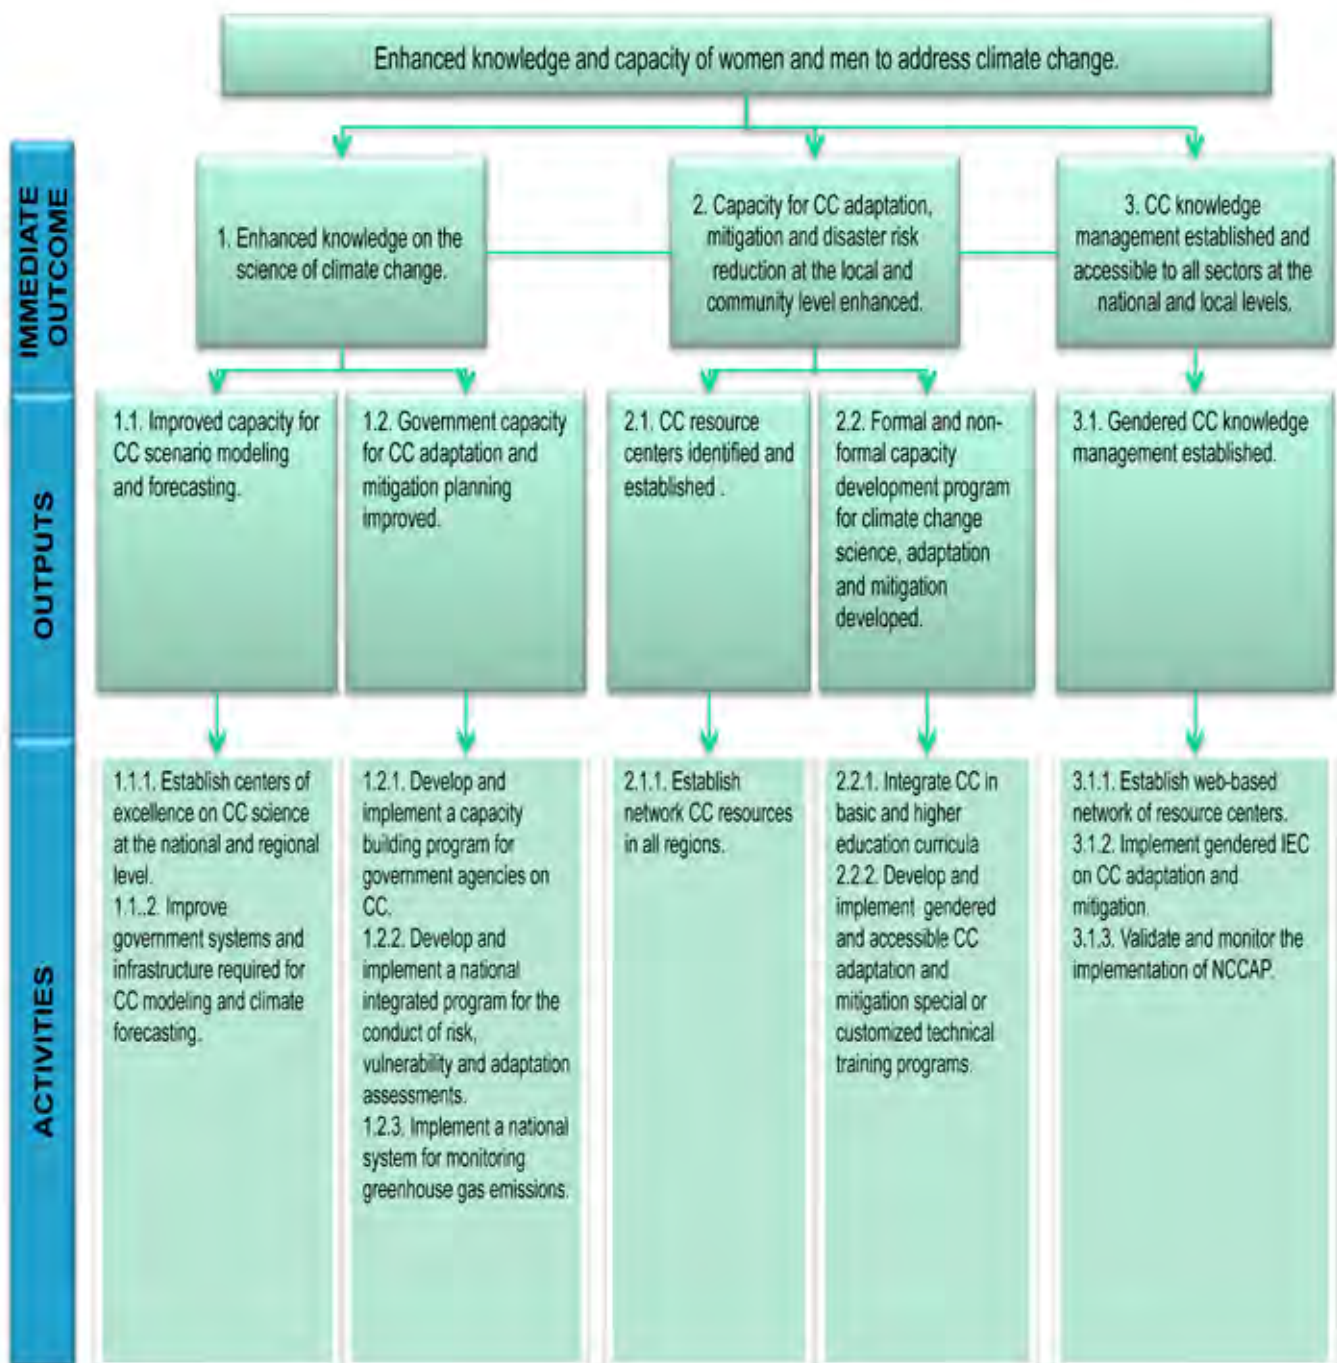 Enhanced knowledge and capacity of women and men to address climate change.
IMMEDIATE
OUTCOME
1. Enhanced knowledge on the
science of climate change.
2. Capacity for CC adaptation,
mitigation and disaster risk
reduction at the local and
community level enhanced.
3. CC knowledge
management established and
accessible to all sectors at the
national and local levels.
OUTPUTS
1.1. Improved capacity for
CC scenario modeling
and forecasting.
1.2. Government capacity
for CC adaptation and
mitigation planning
improved.
2.1. CC resource
centers identified and
established .
2.2. Formal and non-
formal capacity
development program
for climate change
science, adaptation
and mitigation
developed.
3.1. Gendered CC knowledge
management established.
ACTIVITIES
1.1.1. Establish centers of
excellence on CC science
at the national and regional
level.
1.1..2. Improve
government systems and
infrastructure required for
CC modeling and climate
forecasting.
1.2.1. Develop and
implement a capacity
building program for
government agencies on
CC.
1.2.2. Develop and
implement a national
integrated program for the
conduct of risk,
vulnerability and adaptation
assessments.
1.2.3. Implement a national
system for monitoring
greenhouse gas emissions.
2.1.1. Establish
network CC resources
in all regions.
2.2.1. Integrate CC in
basic and higher
education curricula
2.2.2. Develop and
implement gendered
and accessible CC
adaptation and
mitigation special or
customized technical
training programs.
3.1.1. Establish web-based
network of resource centers.
3.1.2. Implement gendered IEC
on CC adaptation and
mitigation.
3.1.3. Validate and monitor the
implementation of NCCAP.